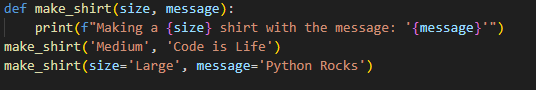 def make_shirt(size, message):
    print(f"Making a {size} shirt with the message: '{message}'")
make_shirt('Medium', 'Code is Life')
make_shirt(size='Large', message='Python Rocks')